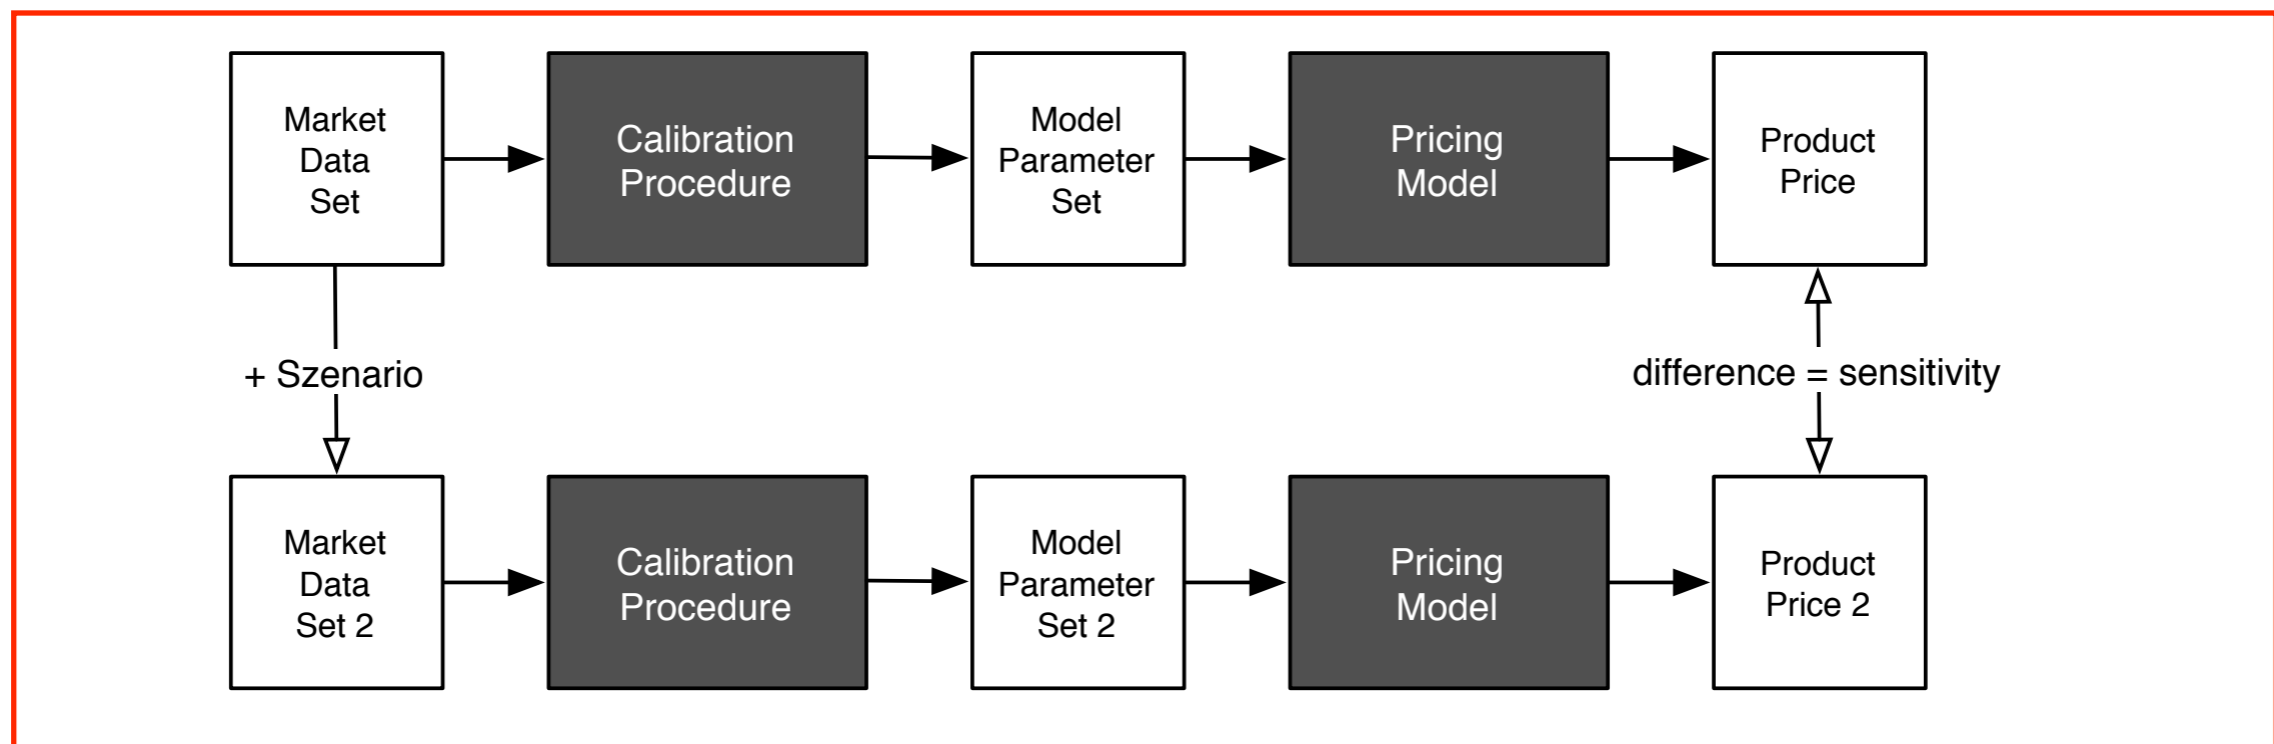 Market
Data
Set
Calibration
Procedure
Model
Parameter
Set
Pricing
Model
Product
Price
+ Szenario
difference = sensitivity
Market
Data
Set 2
Calibration
Procedure
Model
Parameter
Set 2
Pricing
Model
Product
Price 2